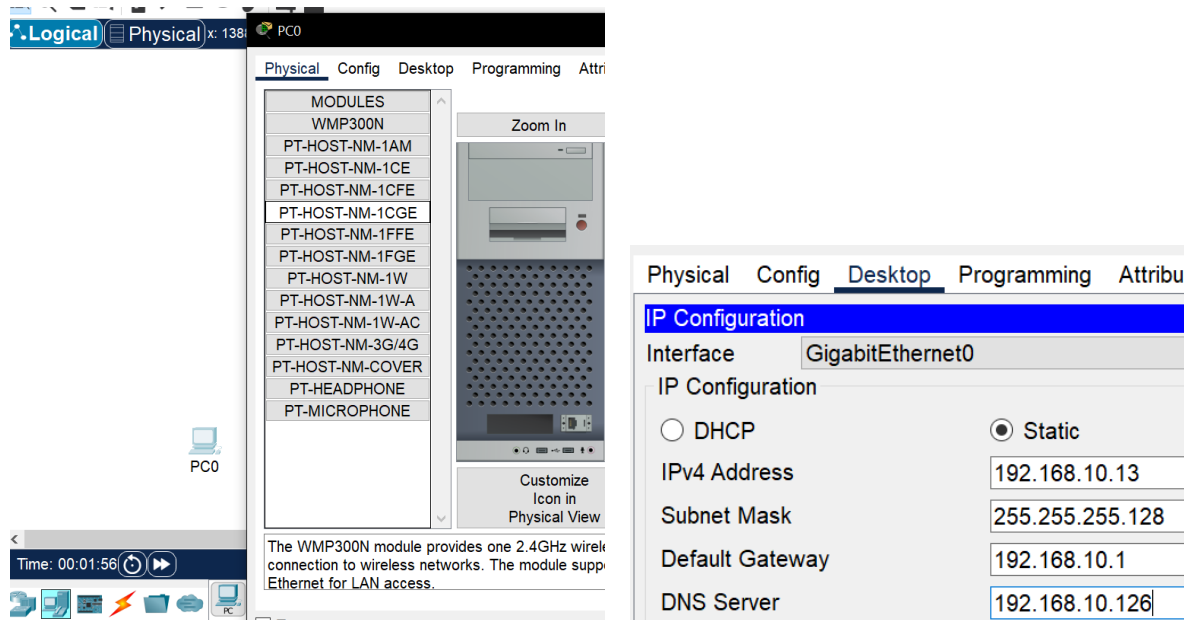 Logical Physical x: 138
PC0
Physical Config Desktop Programming Attri
MODULES
WMP300N
PT-HOST-NM-1AM
PT-HOST-NM-1CE
PT-HOST-NM-1CFE
PT-HOST-NM-1CGE
PT-HOST-NM-1FFE
PT-HOST-NM-1FGE
PT-HOST-NM-1W
PT-HOST-NM-1W-A
PT-HOST-NM-1W-AC
PT-HOST-NM-3G/4G
PT-HOST-NM-COVER
PT-HEADPHONE
PT-MICROPHONE
Zoom In
Customize
Icon in
Physical View
The WMP300N module provides one 2.4GHz wirele
connection to wireless networks. The module suppo
Ethernet for LAN access.
PC0
Time: 00:01:56
PC
Physical Config Desktop Programming Attribu
IP Configuration
Interface GigabitEthernet0
IP Configuration
DHCP Static
IPv4 Address 192.168.10.13
Subnet Mask 255.255.255.128
Default Gateway 192.168.10.1
DNS Server 192.168.10.126